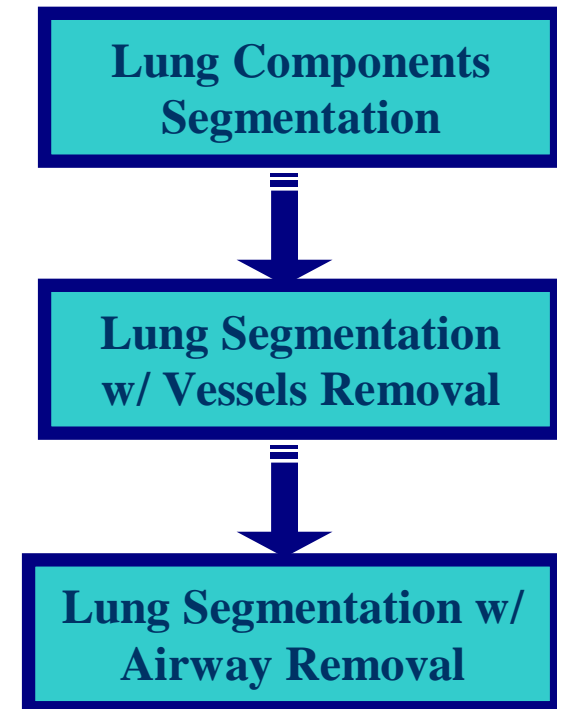 Lung Components
Segmentation
Lung Segmentation
w/ Vessels Removal
Lung Segmentation w/
Airway Removal